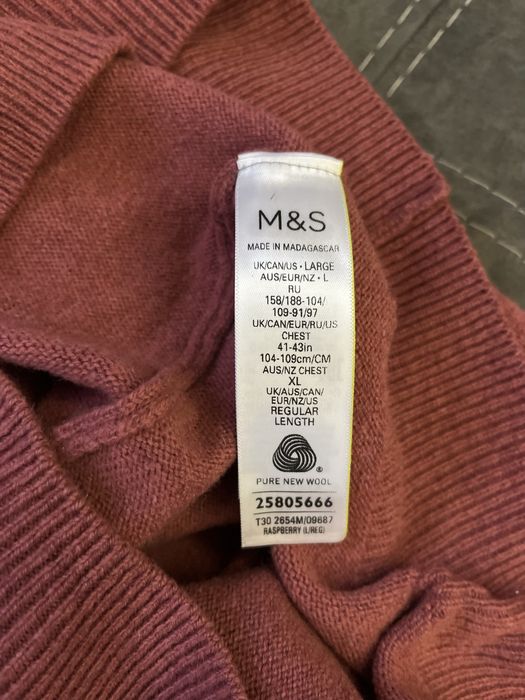 M&S
MADE IN MADAGASCAR
UK/CAN/US • LARGE
AUS/EUR/NZ • L
RU
158/188-104/
109-91/97
UK/CAN/EUR/RU/US
CHEST
41-43in
104-109cm/CM
AUS/NZ CHEST
XL
UK/AUS/CAN/
EUR/NZ/US
REGULAR
LENGTH
®
PURE NEW WOOL
25805666
T30 2654M/09687
RASPBERRY (L/REG)